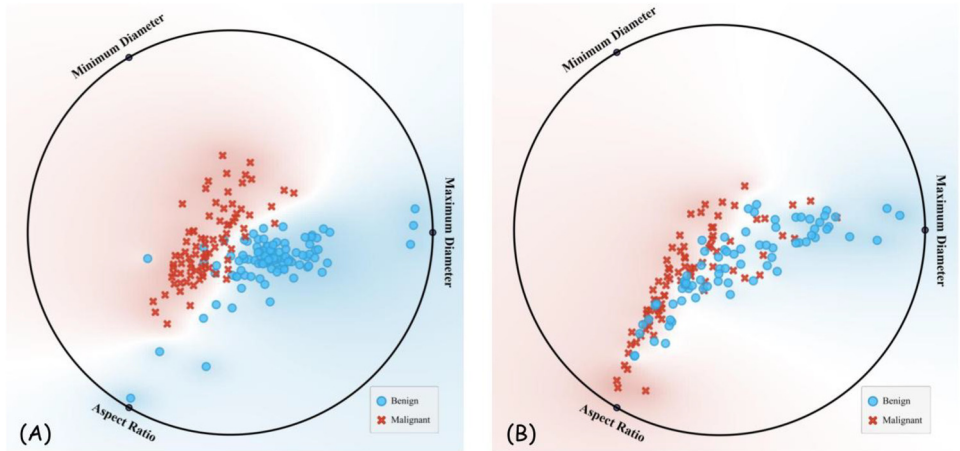 Minimum Diameter
Maximum Diameter
Aspect Ratio
Benign
Malignant
(A)
Minimum Diameter
Maximum Diameter
Aspect Ratio
Benign
Malignant
(B)